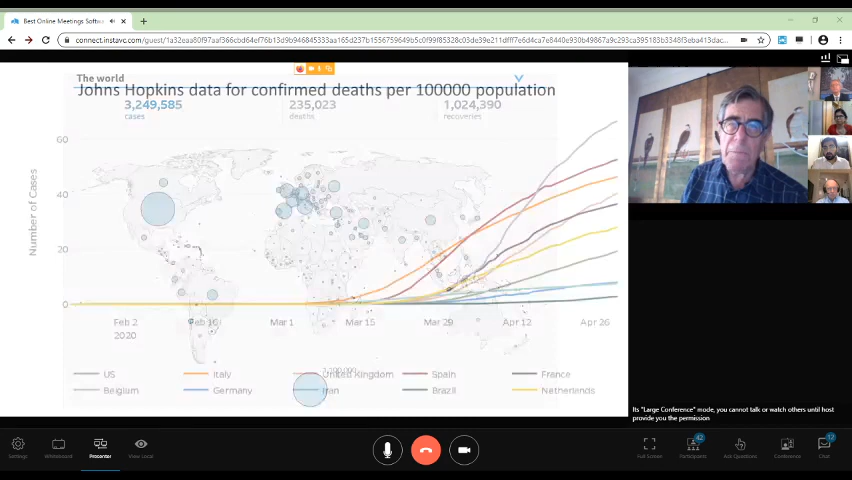 Best Online Meetings Softw
connect.instavc.com/guest/1a32eaa80f97aaf366cbd64ef76b13d9b946845333aa165d237b1556759649b5c0f99f85328c03de39e211dfff7e6d4ca7e8440e930b49867a9c293ca395183b3348f3eba413dac...
The world
Johns Hopkins data for confirmed deaths per 100000 population
3,249,585 235,023 1,024,390
cases deaths recoveries
60
40
20
0
Number of Cases
Feb 2 Feb 16 Mar 1 Mar 15 Mar 29 Apr 12 Apr 26
2020
US Italy United Kingdom Spain France
Belgium Germany Iran Brazil Netherlands
Its "Large Conference" mode, you cannot talk or watch others until host
provide you the permission
Settings Whiteboard Presenter View Local
Full Screen Participants 42 Ask Questions Conference Chat 12